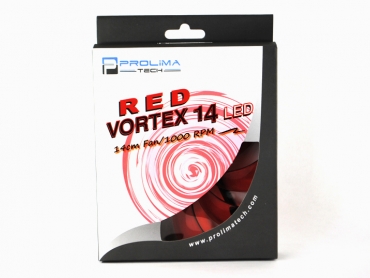 PROLIMA
TECH
RED
VORTEX 14 LED
14cm Fan/1000 RPM
www.prolimatech.com